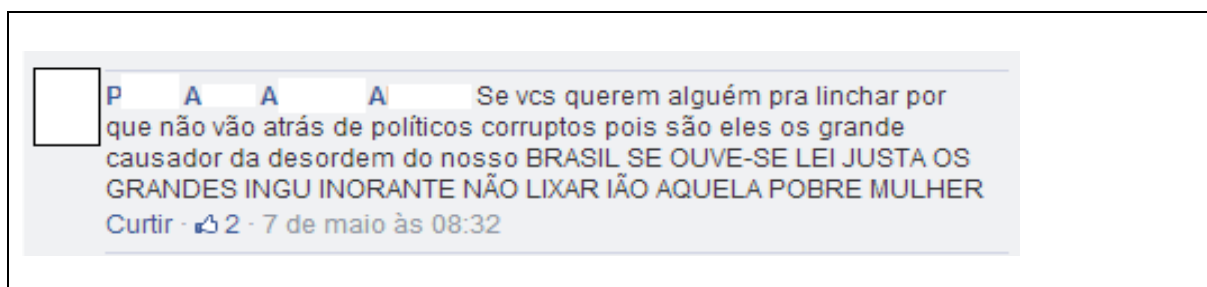 P A A A Se vcs querem alguém pra linchar por
que não vão atrás de políticos corruptos pois são eles os grande
causador da desordem do nosso BRASIL SE OUVE-SE LEI JUSTA OS
GRANDES INGU INORANTE NÃO LIXAR IÃO AQUELA POBRE MULHER
Curtir · 2 · 7 de maio às 08:32